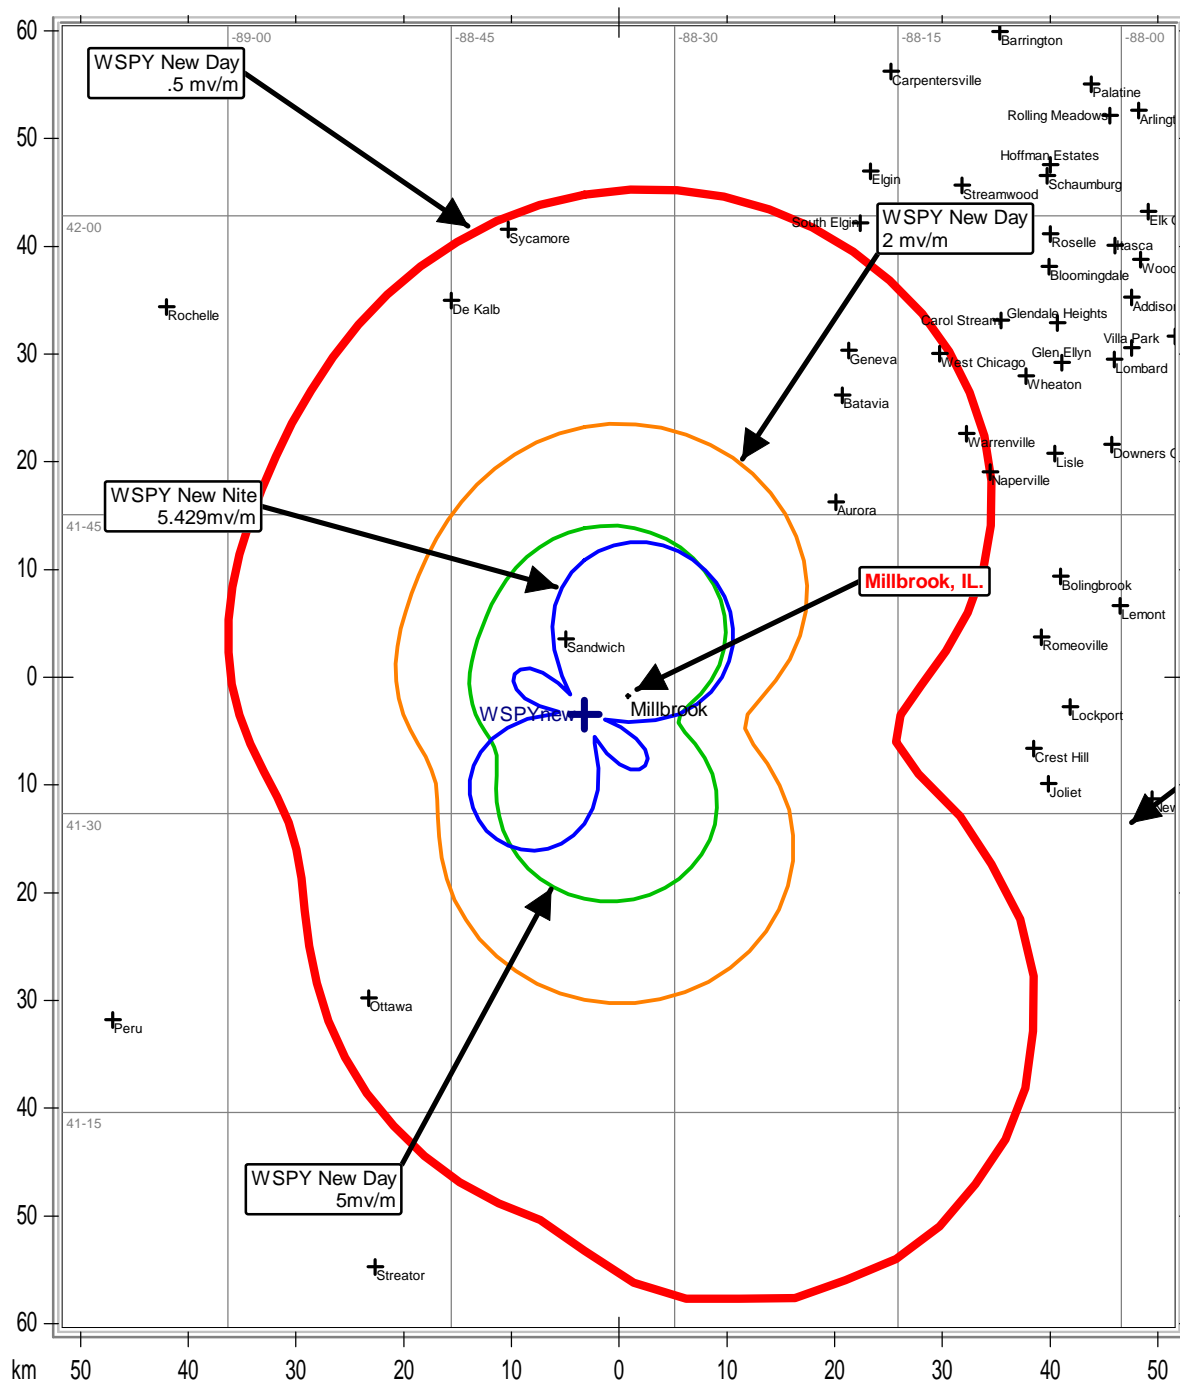 60
-89-00
-88-45
-88-30
-88-15
-88-00
Barrington
WSPY New Day
.5 mv/m
Carpentersville
Palatine
Rolling Meadows
50
Hoffman Estates
Elgin
Schaumburg
Streamwood
WSPY New Day
2 mv/m
South Elgin
42-00
Sycamore
Roselle
40
Itasca
Bloomingdale
De Kalb
Rochelle
Carol Stream
Glendale Heights
Villa Park
30
Geneva
West Chicago
Glen Ellyn
Lombard
Wheaton
Batavia
Warrenville
20
Lisle
Naperville
WSPY New Nite
5.429mv/m
Aurora
41-45
10
Millbrook, IL.
Bolingbrook
Lemont
Sandwich
Romeoville
0
Millbrook
WSPYnew
Lockport
Crest Hill
10
Joliet
41-30
20
30
Ottawa
Peru
40
41-15
WSPY New Day
5mv/m
50
Streator
60
km
50
40
30
20
10
0
10
20
30
40
50